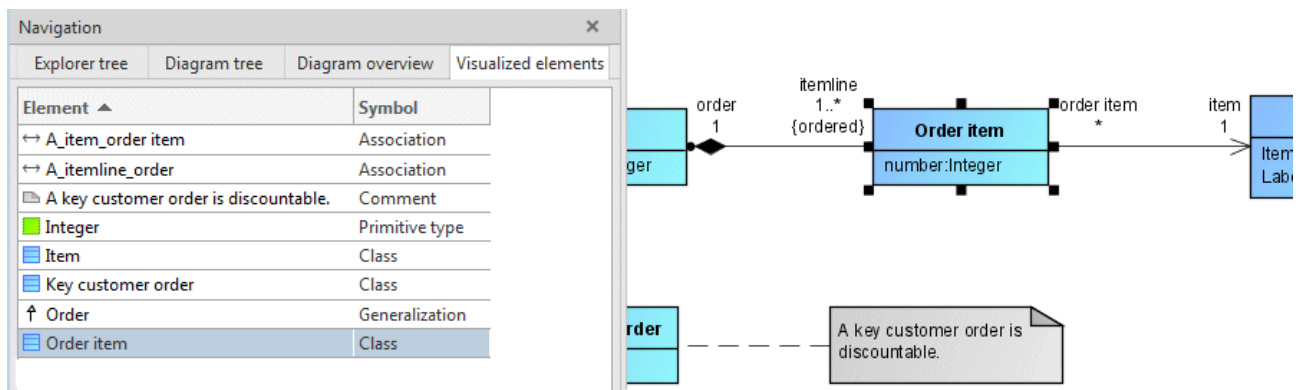 Navigation
Explorer tree
Diagram tree
Diagram overview
Visualized elements
Element
Symbol
A_item_order item
Association
A_itemline_order
Association
A key customer order is discountable.
Comment
Integer
Primitive type
Item
Class
Key customer order
Class
Order
Generalization
Order item
Class
order
1
itemline
1..*
{ordered}
Order item
number:Integer
order item
*
item
1
ger
Item
Labe
rder
A key customer order is
discountable.